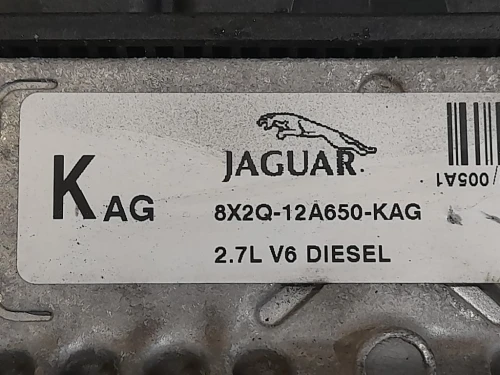 JAGUAR
K AG
8X2Q-12A650-KAG
2.7L V6 DIESEL
/005A1